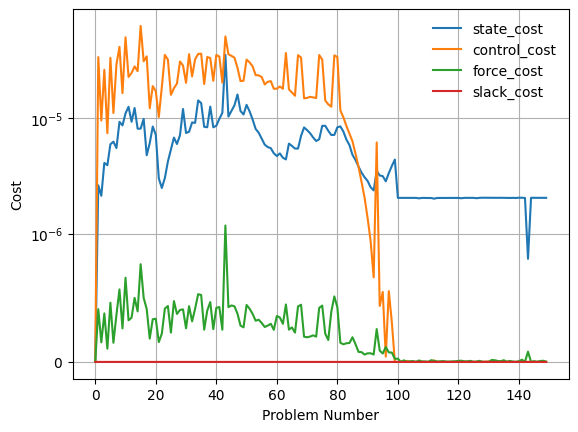 state_cost
control_cost
force_cost
slack_cost
Cost
10⁻⁵
10⁻⁶
0
0 20 40 60 80 100 120 140
Problem Number